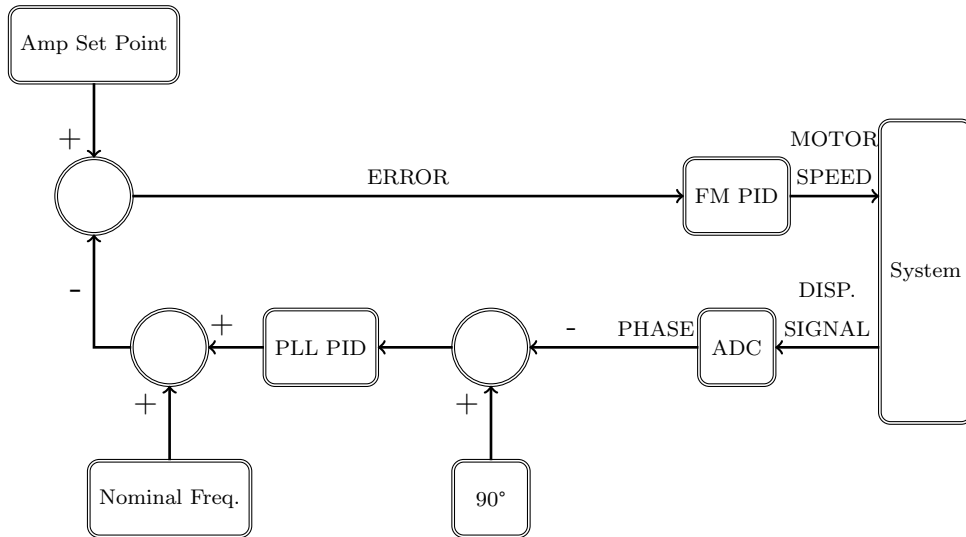 Amp Set Point
+
MOTOR
ERROR
FM PID
SPEED
System
-
DISP.
+
PLL PID
-
PHASE
ADC
SIGNAL
+
+
Nominal Freq.
90°